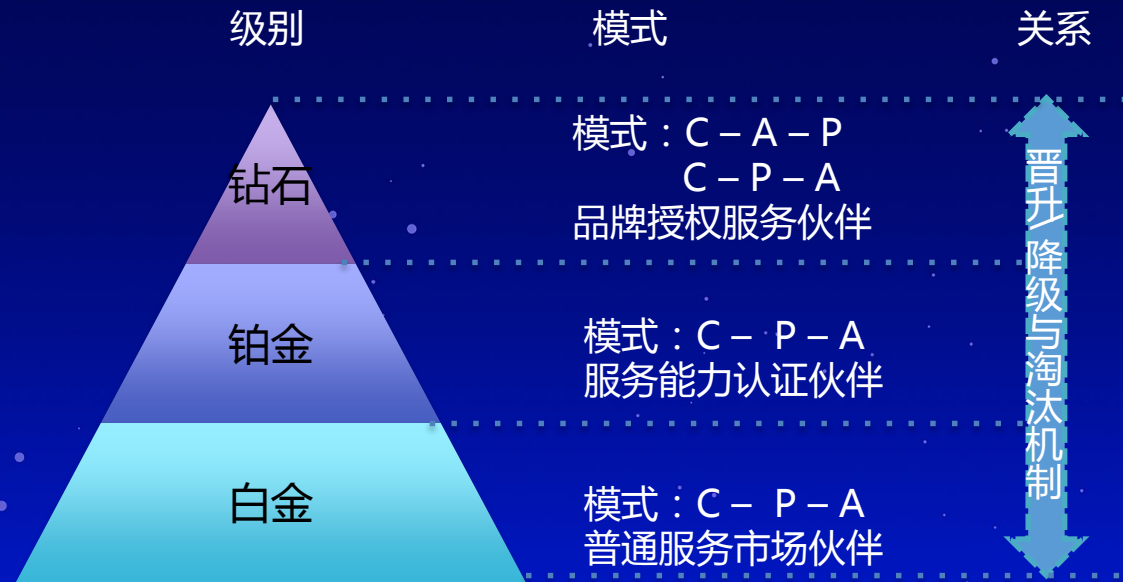 级别
模式
关系
钻石
模式：C – A – P
C – P – A
品牌授权服务伙伴
铂金
模式：C –  P – A
服务能力认证伙伴
白金
模式：C –  P – A
普通服务市场伙伴
晋升/降级与淘汰机制